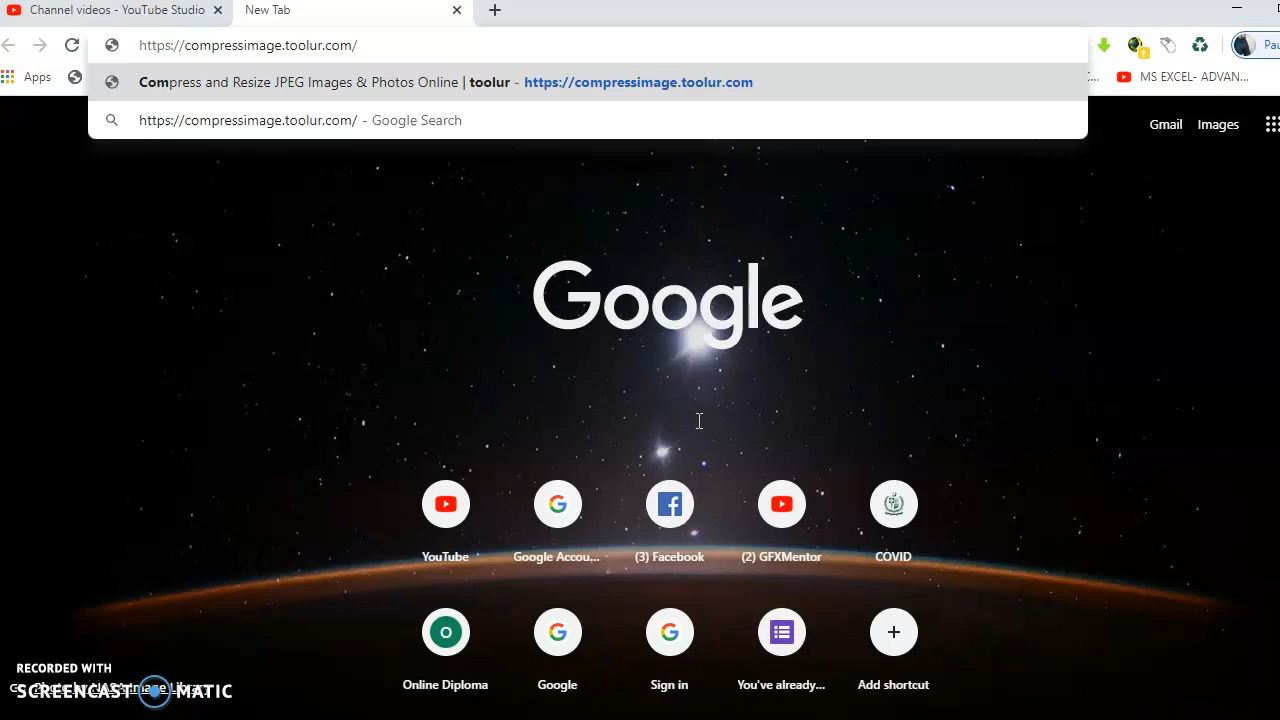 Channel videos - YouTube Studio
New Tab
https://compressimage.toolur.com/
Pau
Compress and Resize JPEG Images & Photos Online | toolur - https://compressimage.toolur.com
https://compressimage.toolur.com/ - Google Search
Apps
C...
MS EXCEL- ADVAN...
Gmail
Images
Google
YouTube
Google Accou...
(3) Facebook
(2) GFXMentor
COVID
O
Online Diploma
Google
Sign in
You've already...
Add shortcut
RECORDED WITH
SCREENCAST MATIC